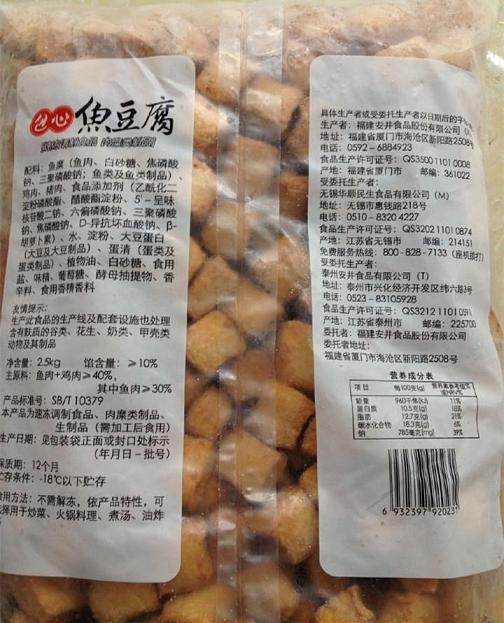 包心
魚豆腐
配料：鱼糜（鱼肉、白砂糖、焦磷酸
钠、三聚磷酸钠；鱼类及鱼类制品）、
鸡肉、猪肉、食品添加剂（乙酰化二
淀粉磷酸酯、醋酸酯淀粉、5'-呈味
核苷酸二钠、六偏磷酸钠、三聚磷酸
钠、焦磷酸钠、D-异抗坏血酸钠、β-
胡萝卜素）、水、淀粉、大豆蛋白
（大豆及大豆制品）、蛋清（蛋类及
蛋类制品）、植物油、白砂糖、食用
盐、味精、葡萄糖、酵母抽提物、香
辛料、食用香精香料
友情提示：
生产此食品的生产线及配套设施也处理
含有麸质的谷类、花生、奶类、甲壳类
动物及其制品
净含量：2.5kg 馅含量：≥10%
主原料：鱼肉+鸡肉≥40%，
其中鱼肉≥30%
产品标准号：SB/T10379
本产品为速冻调制食品、肉糜类制品、
生制品（需加工后食用）
生产日期：见包装袋正面或封口处标示
（年月日-批号）
保质期：12个月
贮存条件：-18℃以下贮存
食用方法：不需解冻，依产品特性，可
选择用于炒菜、火锅料理、煮汤、油炸
具体生产者或受委托生产者以日期后的字母
生产者：福建安井食品股份有限公司（A）
地址：福建省厦门市海沧区新阳路2508号
电话：0592-6884923
食品生产许可证号：QS3500 1101 0008
产地：福建省厦门市 邮编：361022
受委托生产者：
无锡华顺民生食品有限公司（M）
地址：无锡市惠钱路218号
电话：0510-8320 4227
食品生产许可证号：QS3202 1101 0874
产地：江苏省无锡市 邮编：214151
免费服务热线：800-828-7133（座机拨打）
受委托生产者：
泰州安井食品有限公司（T）
地址：泰州市兴化经济开发区纬六路
电话：0523-83105928
食品生产许可证号：QS3212 1101
产地：江苏省泰州市 邮编：225700
委托者：福建安井食品股份有限公司
委托者地址：
福建省厦门市海沧区新阳路2508号
营养成分表
项目 每100克(g) 营养素参考值%或NRV%
能量 960千焦(kJ) 11%
蛋白质 10.5克(g) 18%
脂肪 12.7克(g) 21%
碳水化合物 18.3克(g) 6%
钠 785毫克(mg) 39%
6 932397 92023